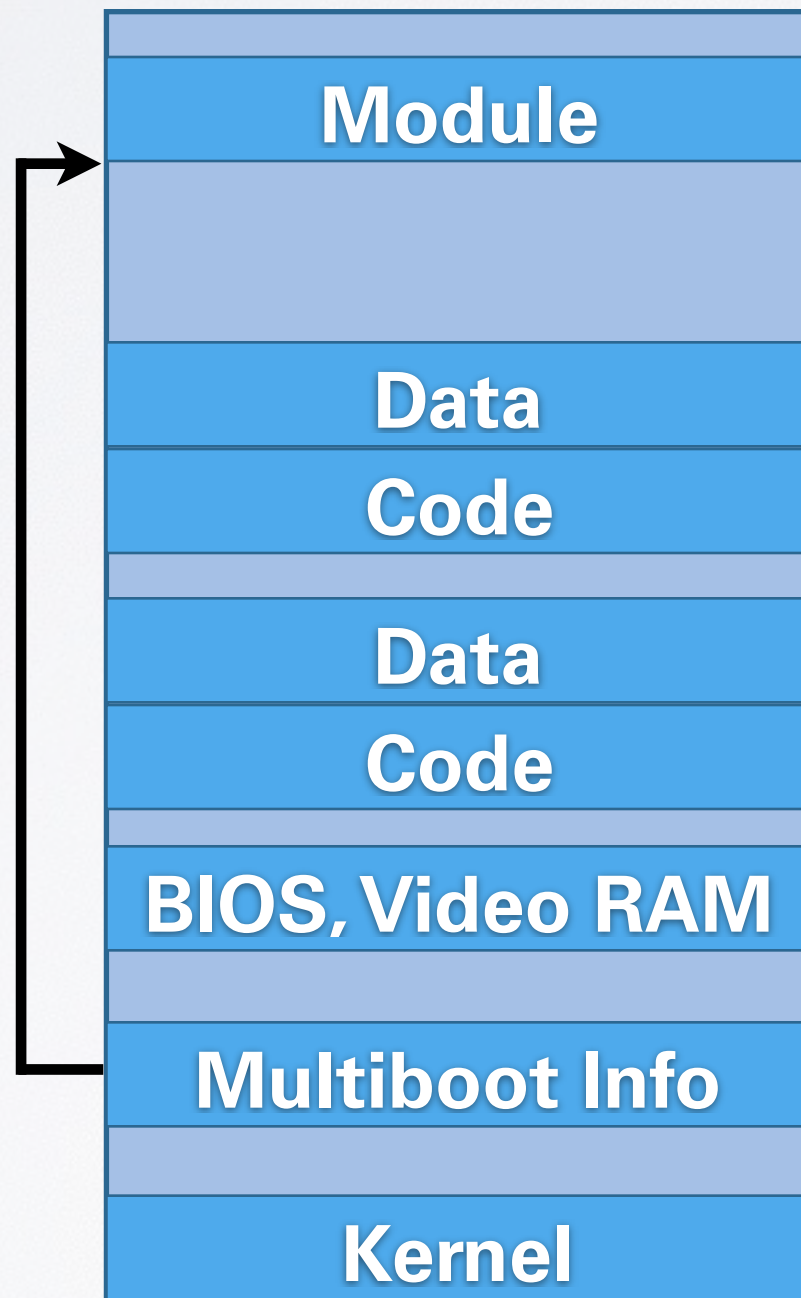 Module
Data
Code
Data
Code
BIOS, Video RAM
Multiboot Info
Kernel